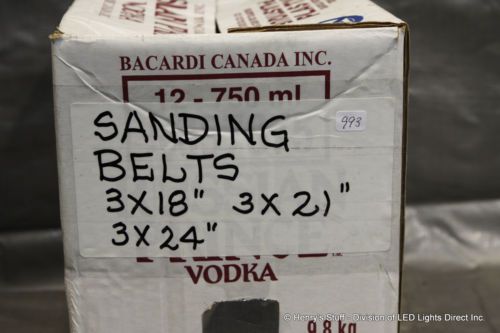 BACARDI CANADA INC.
12 - 750 ml
SANDING
993
BELTS
3X18" 3X21"
3X24"
VODKA
9.8 kg
© Henry's Stuff - Division of LED Lights Direct Inc.